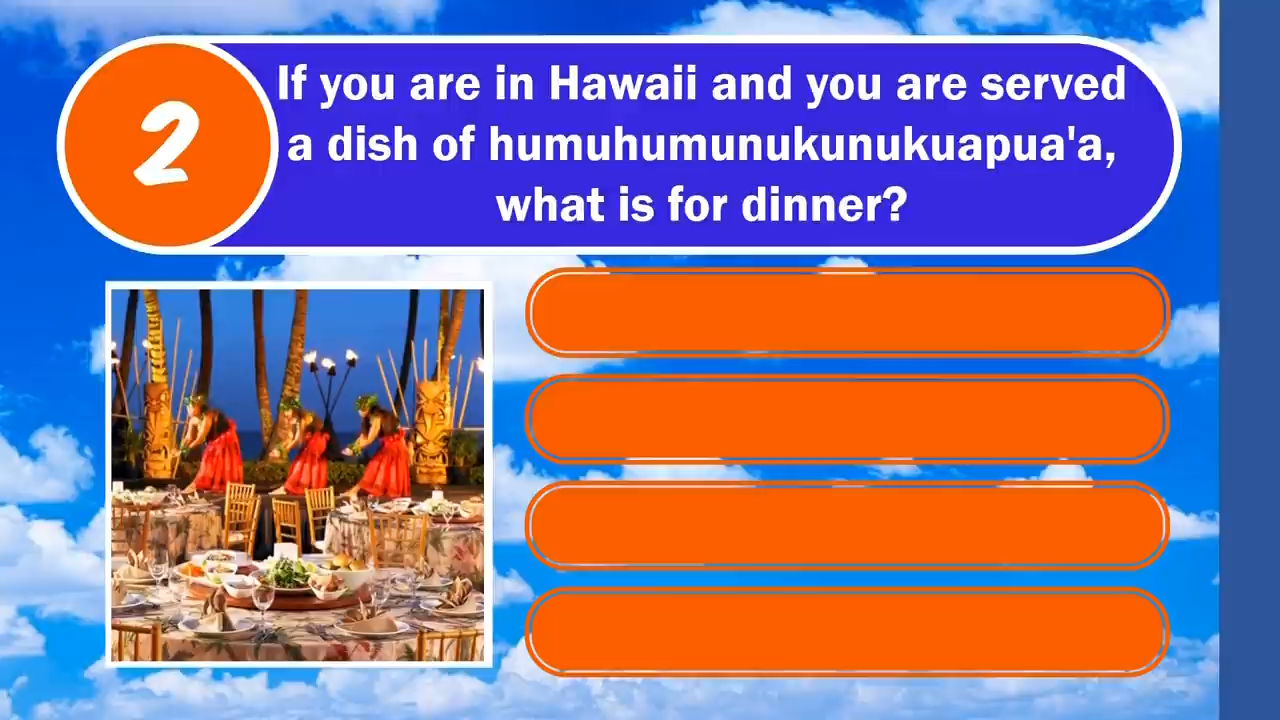 2
If you are in Hawaii and you are served
a dish of humuhumunukunukuapua'a,
what is for dinner?